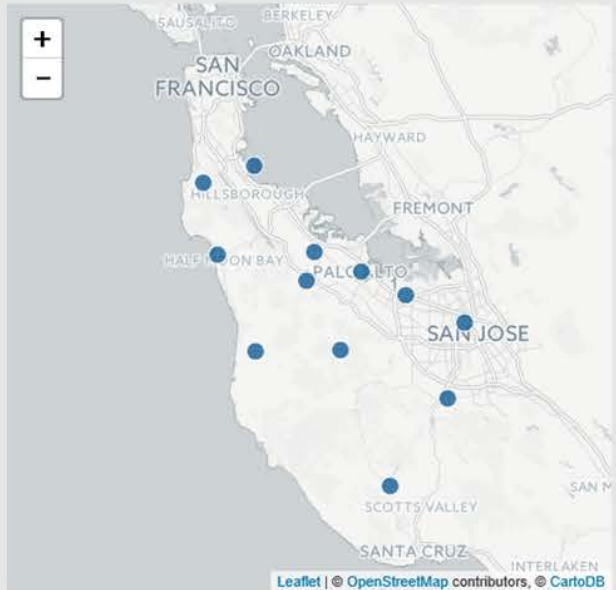 SAUSALITO
BERKELEY
+
−
OAKLAND
SAN
FRANCISCO
HAYWARD
HILLSBOROUGH
FREMONT
HALF MOON BAY
PALO ALTO
SAN JOSE
SAN M
SCOTTS VALLEY
SANTA CRUZ
INTERLAKEN
Leaflet | © OpenStreetMap contributors, © CartoDB